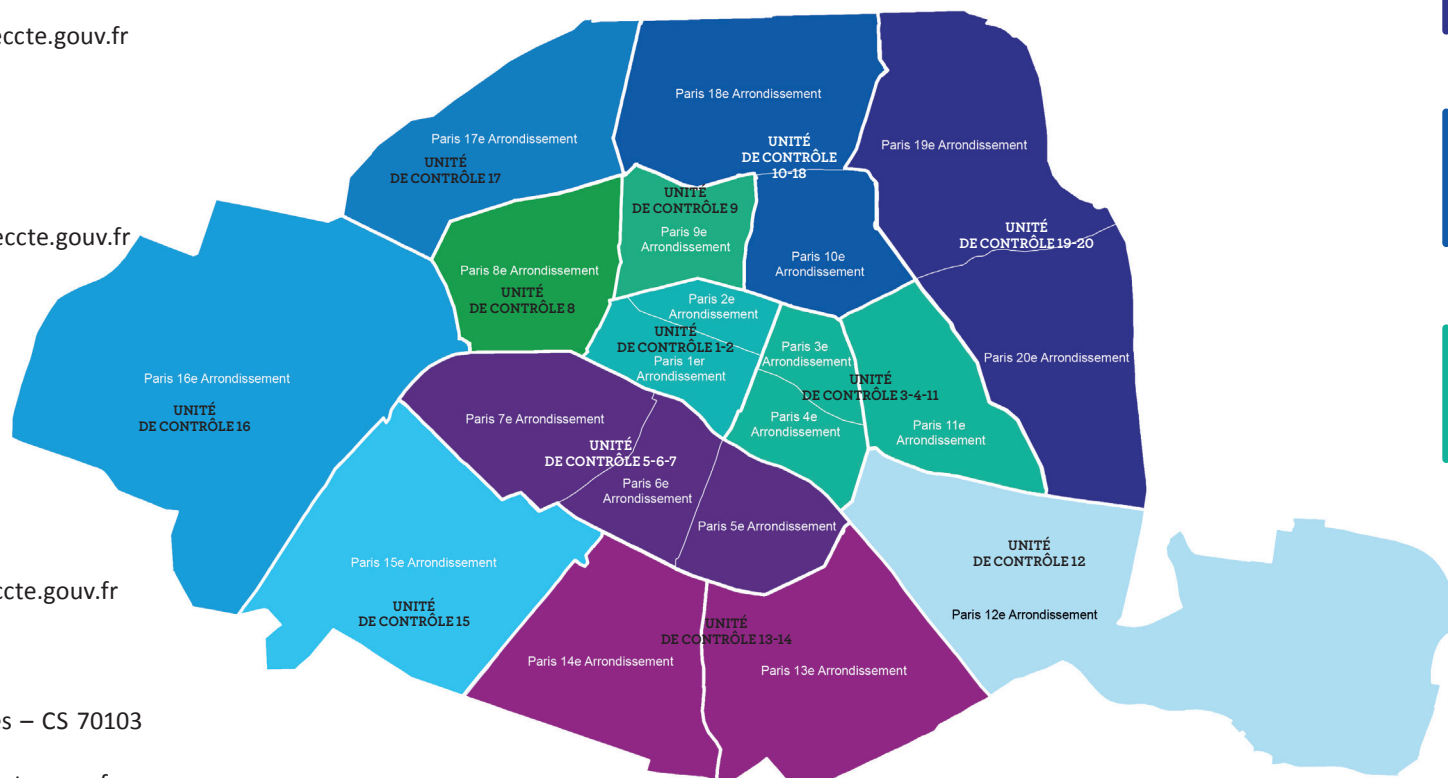 eccte.gouv.fr
eccte.gouv.fr
ccte.gouv.fr
s – CS 70103
Paris 18e Arrondissement
Paris 17e Arrondissement
UNITÉ
DE CONTRÔLE 17
UNITÉ
DE CONTRÔLE
10-18
Paris 19e Arrondissement
UNITÉ
DE CONTRÔLE 9
Paris 9e
Arrondissement
UNITÉ
DE CONTRÔLE 19-20
Paris 10e
Arrondissement
Paris 8e Arrondissement
UNITÉ
DE CONTRÔLE 8
Paris 2e
Arrondissement
UNITÉ
DE CONTRÔLE 1-2
Paris 1er
Arrondissement
Paris 3e
Arrondissement
UNITÉ
DE CONTRÔLE 3-4-11
Paris 20e Arrondissement
Paris 16e Arrondissement
UNITÉ
DE CONTRÔLE 16
Paris 7e Arrondissement
UNITÉ
DE CONTRÔLE 5-6-7
Paris 4e
Arrondissement
Paris 11e
Arrondissement
Paris 6e
Arrondissement
Paris 5e Arrondissement
UNITÉ
DE CONTRÔLE 12
Paris 12e Arrondissement
Paris 15e Arrondissement
UNITÉ
DE CONTRÔLE 15
UNITÉ
DE CONTRÔLE 13-14
Paris 14e Arrondissement
Paris 13e Arrondissement